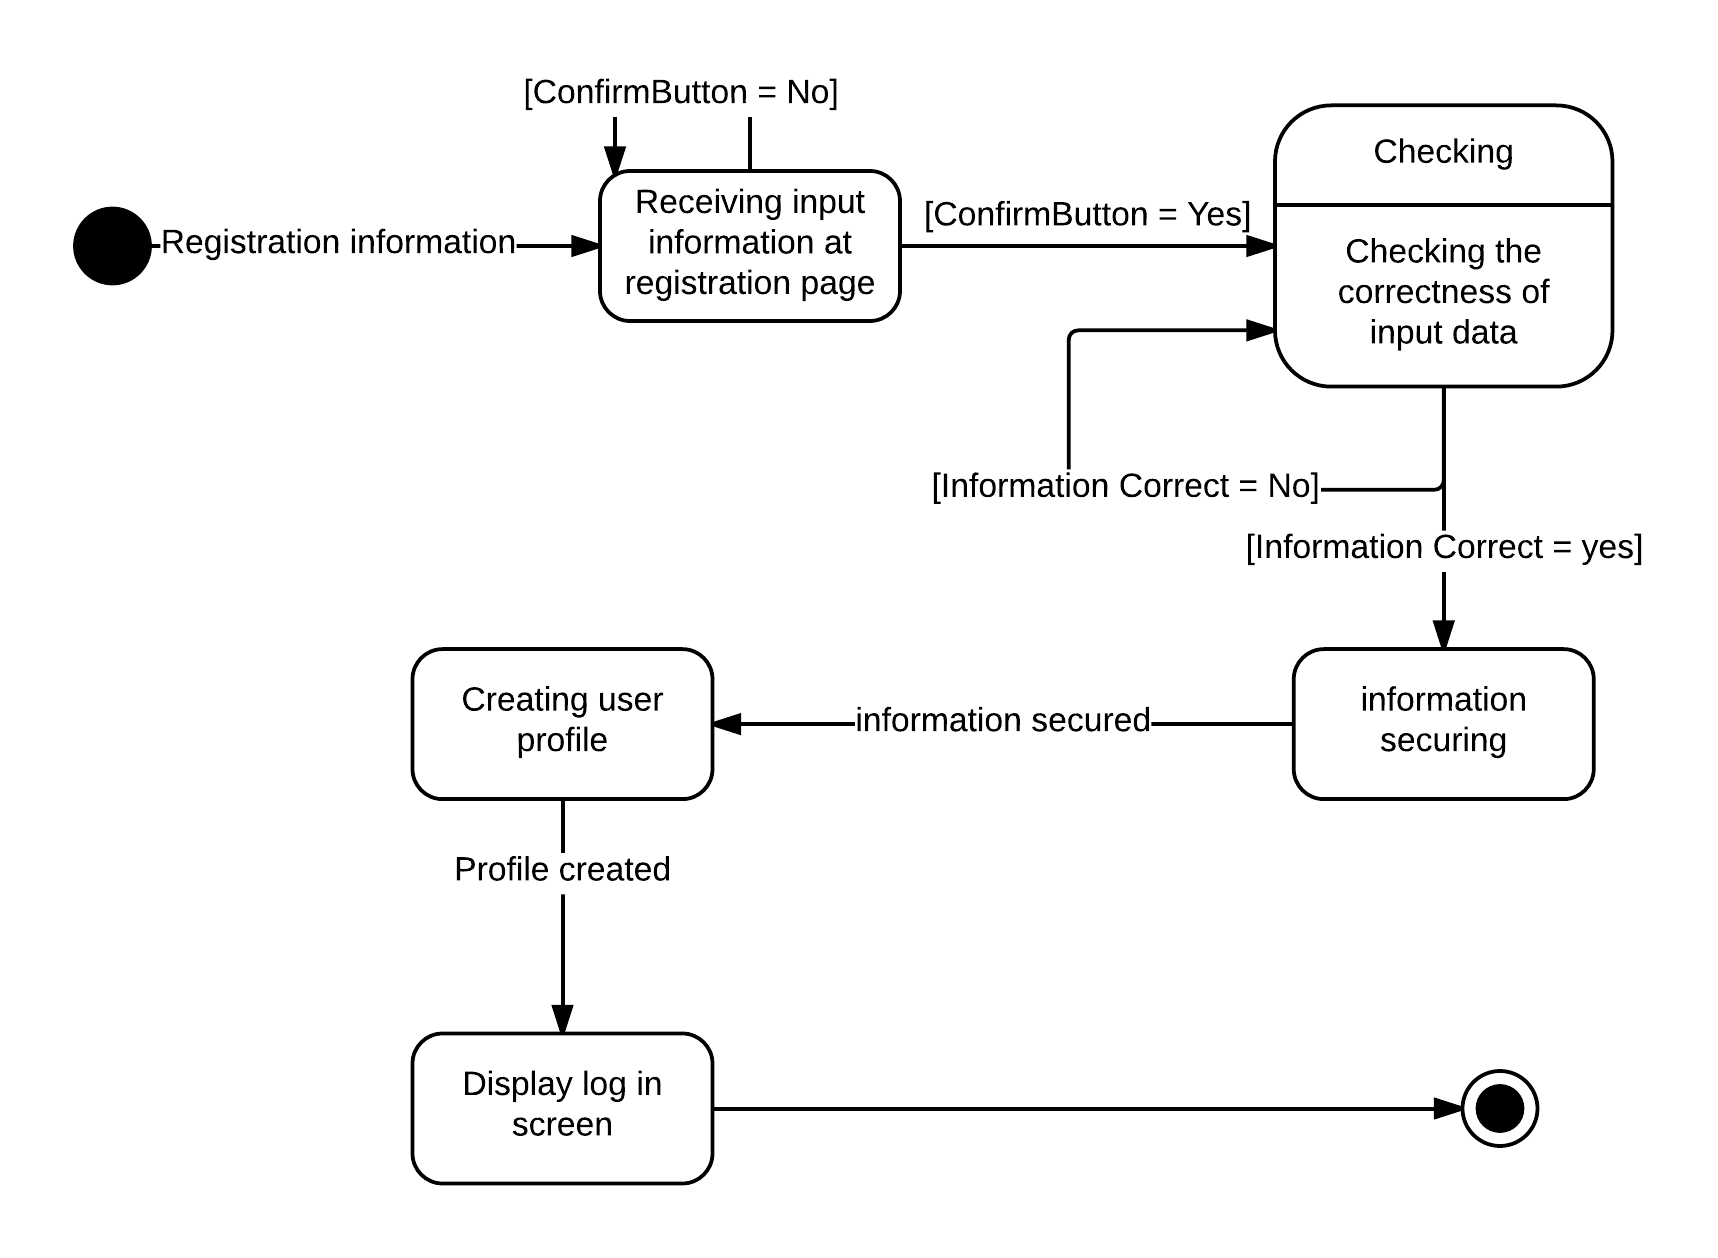 [ConfirmButton = No]
Registration information
Receiving input
information at
registration page
[ConfirmButton = Yes]
Checking
Checking the
correctness of
input data
[Information Correct = No]
[Information Correct = yes]
information
securing
information secured
Creating user
profile
Profile created
Display log in
screen